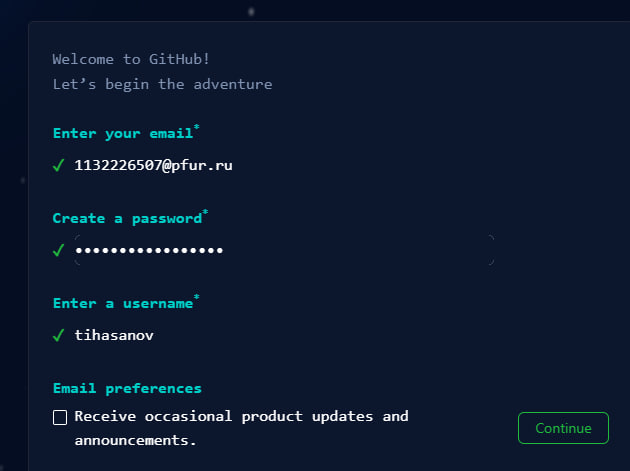 Welcome to GitHub!
Let’s begin the adventure
Enter your email*
✓ 1132226507@pfur.ru
Create a password*
✓ •••••••••••••••••
Enter a username*
✓ tihasanov
Email preferences
Receive occasional product updates and
announcements.
Continue